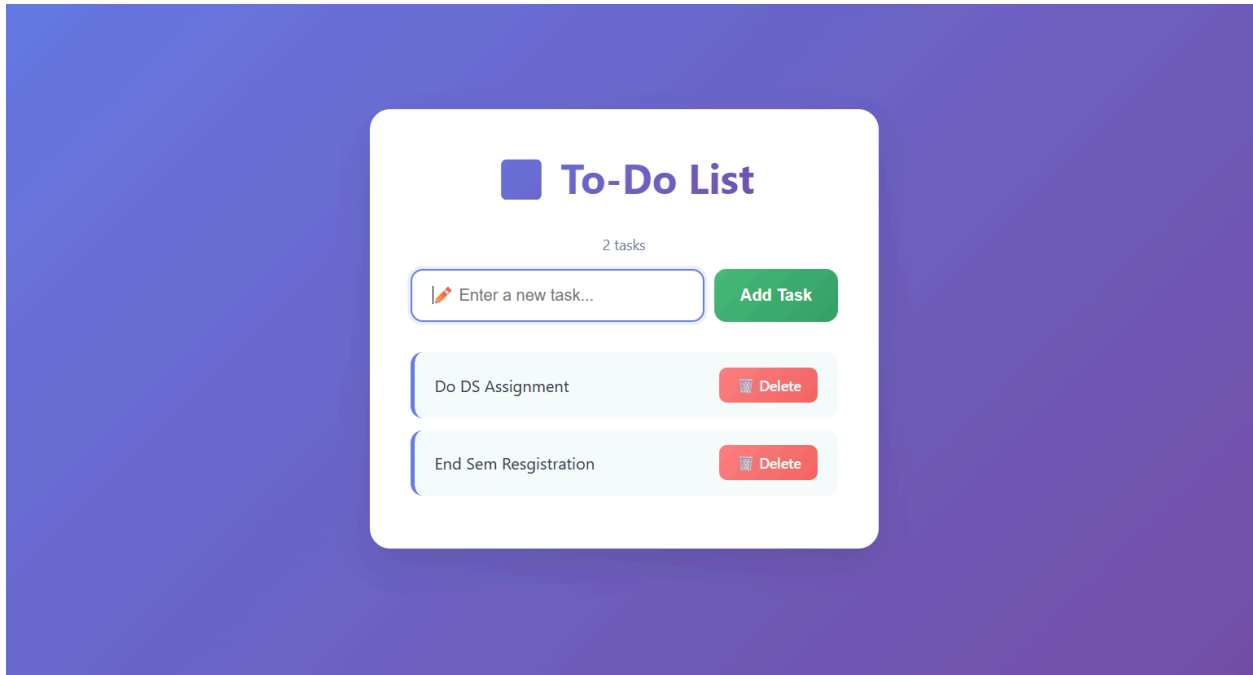 To-Do List
2 tasks
✏️ Enter a new task...
Add Task
Do DS Assignment
🗑️ Delete
End Sem Resgistration
🗑️ Delete